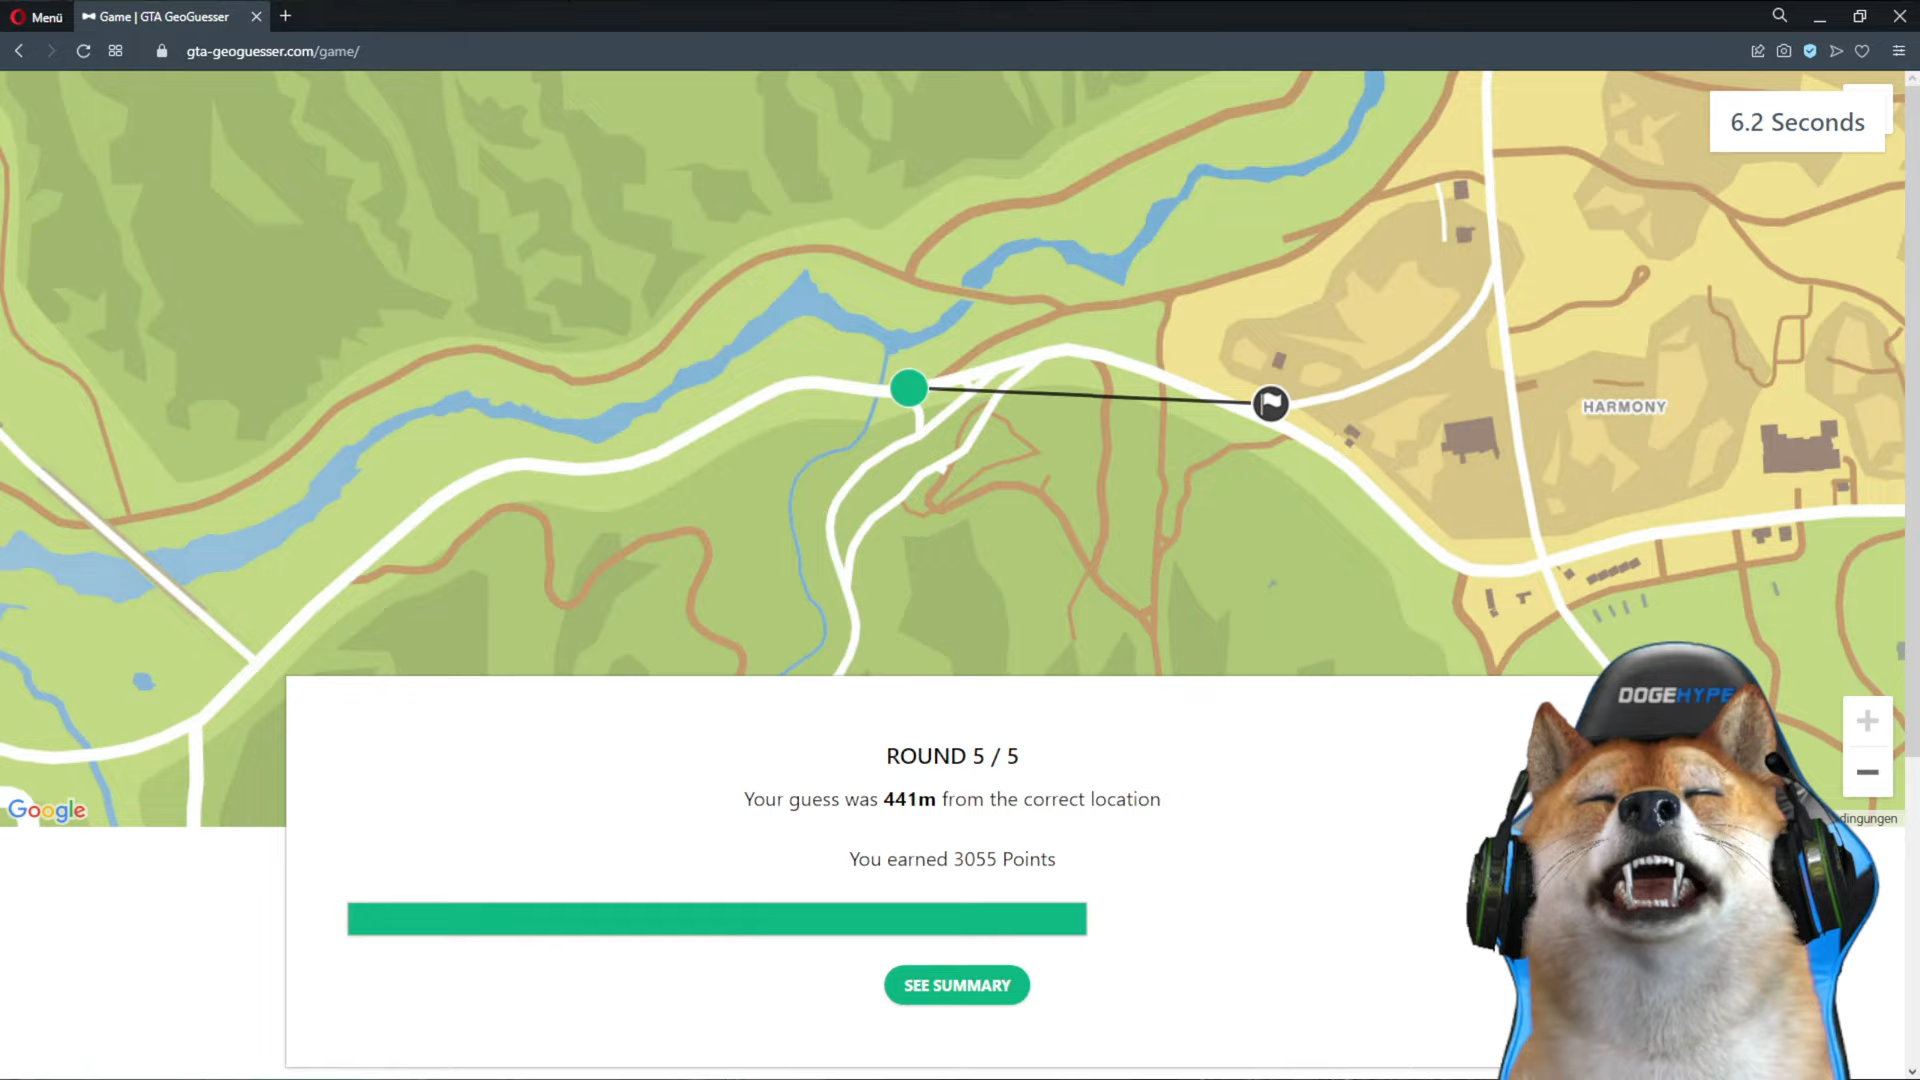 Menü
Game | GTA GeoGuesser
gta-geoguesser.com/game/
6.2 Seconds
HARMONY
DOGEHYPE
ROUND 5 / 5
Your guess was 441m from the correct location
Google
dingungen
You earned 3055 Points
SEE SUMMARY